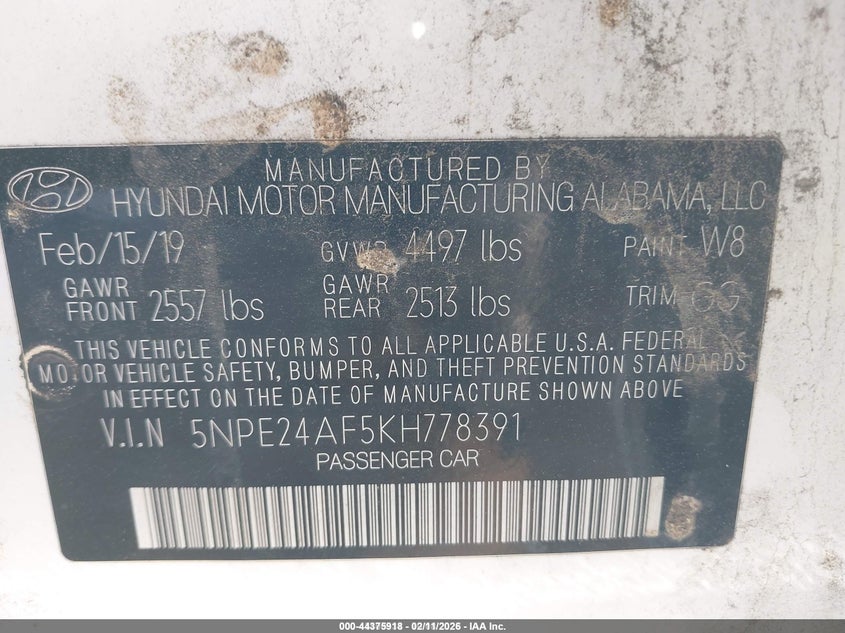 MANUFACTURED BY
HYUNDAI MOTOR MANUFACTURING ALABAMA, LLC
Feb/15/19 GVWR 4497 lbs PAINT W8
GAWR FRONT 2557 lbs GAWR REAR 2513 lbs TRIM GG
THIS VEHICLE CONFORMS TO ALL APPLICABLE U.S.A. FEDERAL
MOTOR VEHICLE SAFETY, BUMPER, AND THEFT PREVENTION STANDARDS
IN EFFECT ON THE DATE OF MANUFACTURE SHOWN ABOVE
V.I.N 5NPE24AF5KH778391
PASSENGER CAR
000-44375918 - 02/11/2026 - IAA Inc.